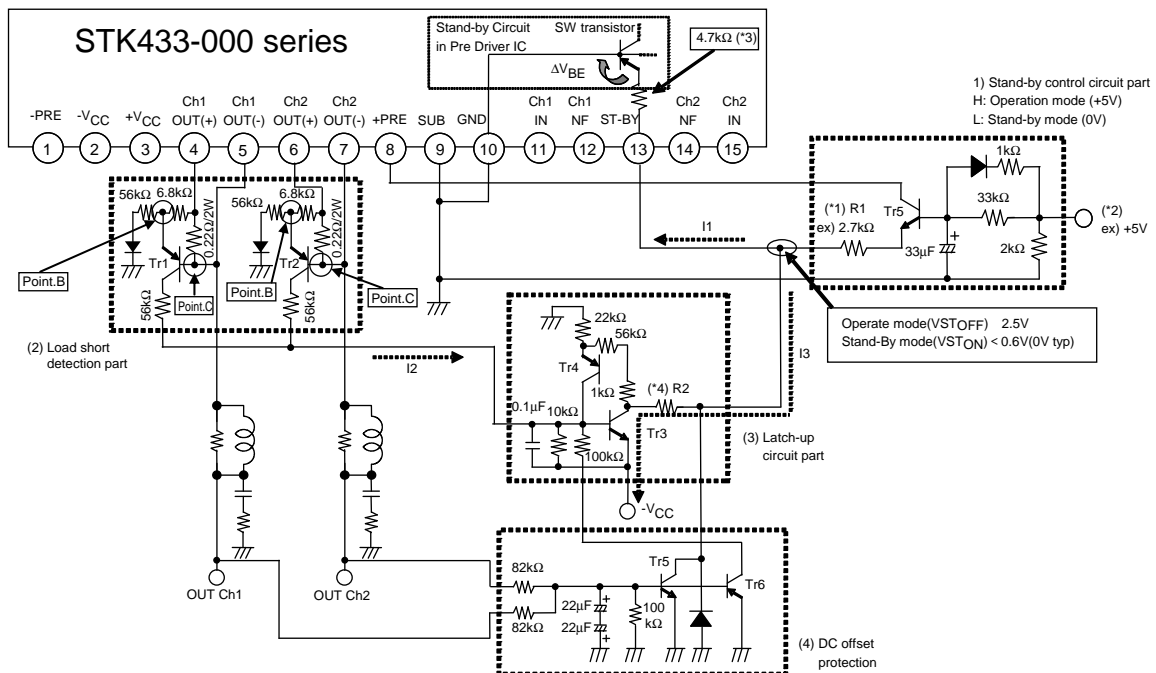 STK433-000 series
Stand-by Circuit
in Pre Driver IC
SW transistor
ΔVBE
4.7kΩ (*3)
1) Stand-by control circuit part
H: Operation mode (+5V)
L: Stand-by mode (0V)
-PRE
-VCC
+VCC
Ch1
OUT(+)
Ch1
OUT(-)
Ch2
OUT(+)
Ch2
OUT(-)
+PRE
SUB
GND
Ch1
IN
Ch1
NF
ST-BY
Ch2
NF
Ch2
IN
1
2
3
4
5
6
7
8
9
10
11
12
13
14
15
56kΩ
6.8kΩ
0.22Ω/2W
Tr1
Point.B
Point.C
56kΩ
56kΩ
6.8kΩ
0.22Ω/2W
Tr2
Point.B
Point.C
56kΩ
(2) Load short
detection part
I1
I2
I3
(*1) R1
ex) 2.7kΩ
Tr5
1kΩ
33kΩ
33µF
2kΩ
(*2)
ex) +5V
Operate mode(VSTOFF) 2.5V
Stand-By mode(VSTON) < 0.6V(0V typ)
22kΩ
56kΩ
Tr4
1kΩ
(*4) R2
0.1µF
10kΩ
Tr3
100kΩ
(3) Latch-up
circuit part
-VCC
OUT Ch1
OUT Ch2
82kΩ
82kΩ
22µF
22µF
100
kΩ
Tr5
Tr6
(4) DC offset
protection